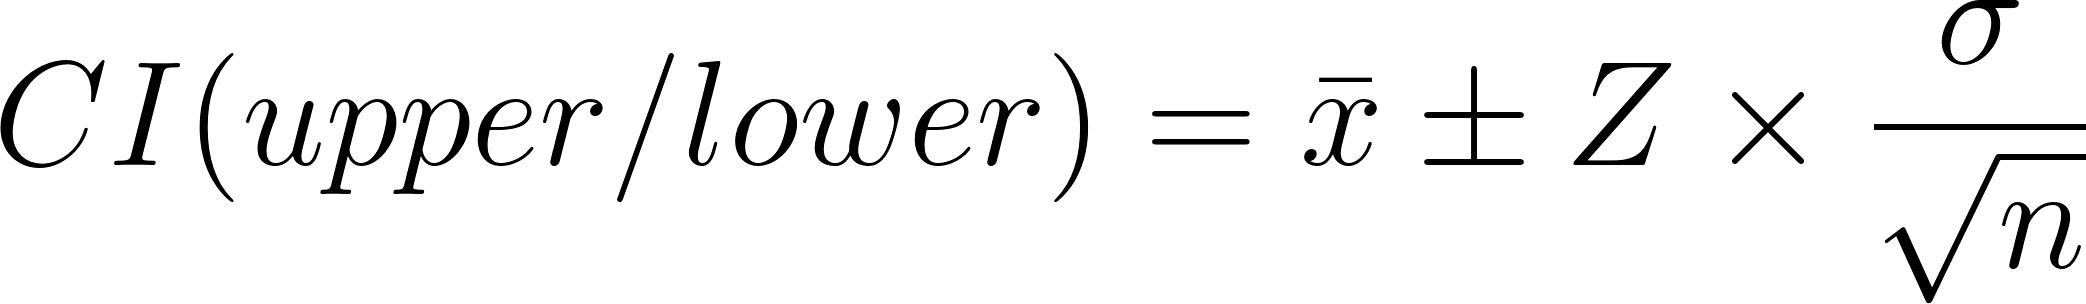 CI(upper/lower) = x̄ ± Z × σ/√n